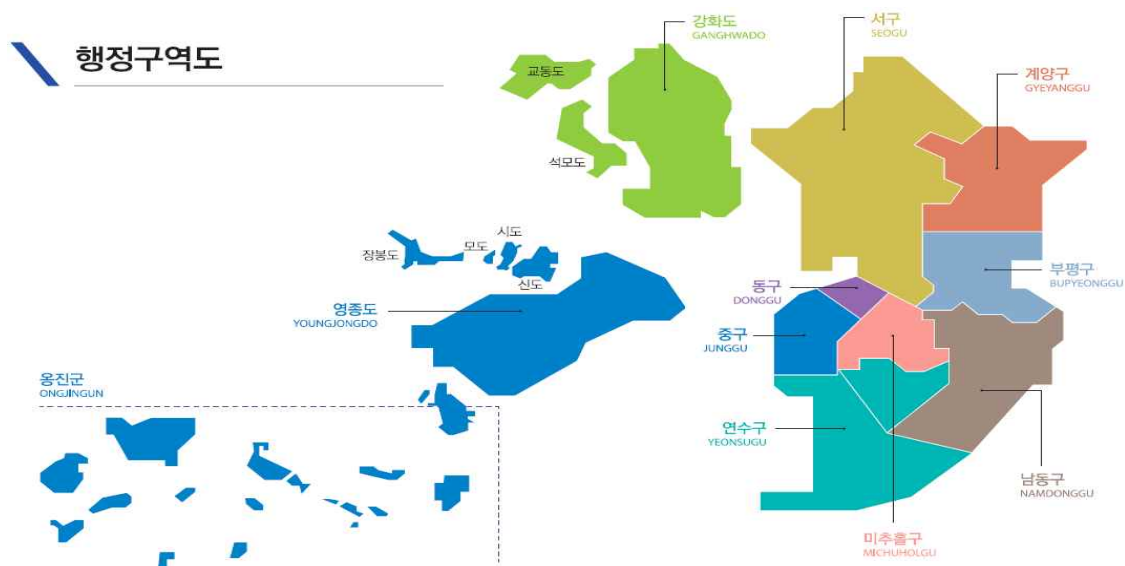 행정구역도
강화도
GANGHWADO
교동도
석모도
서구
SEOGU
계양구
GYEYANGGU
장봉도
모도
시도
신도
영종도
YOUNGJONGDO
부평구
BUPYEONGGU
동구
DONGGU
중구
JUNGGU
옹진군
ONGJINGUN
연수구
YEONSUGU
남동구
NAMDONGGU
미추홀구
MICHUHOLGU